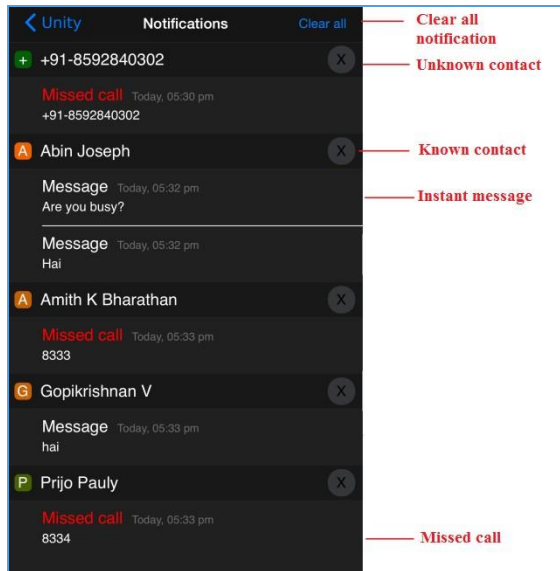 Unity Notifications Clear all
Clear all
notification
+ +91-8592840302 X
Unknown contact
Missed call Today, 05:30 pm
+91-8592840302
A Abin Joseph X
Known contact
Message Today, 05:32 pm
Instant message
Are you busy?
Message Today, 05:32 pm
Hai
A Amith K Bharathan X
Missed call Today, 05:33 pm
8333
G Gopikrishnan V X
Message Today, 05:33 pm
hai
P Prijo Pauly X
Missed call Today, 05:33 pm
8334
Missed call